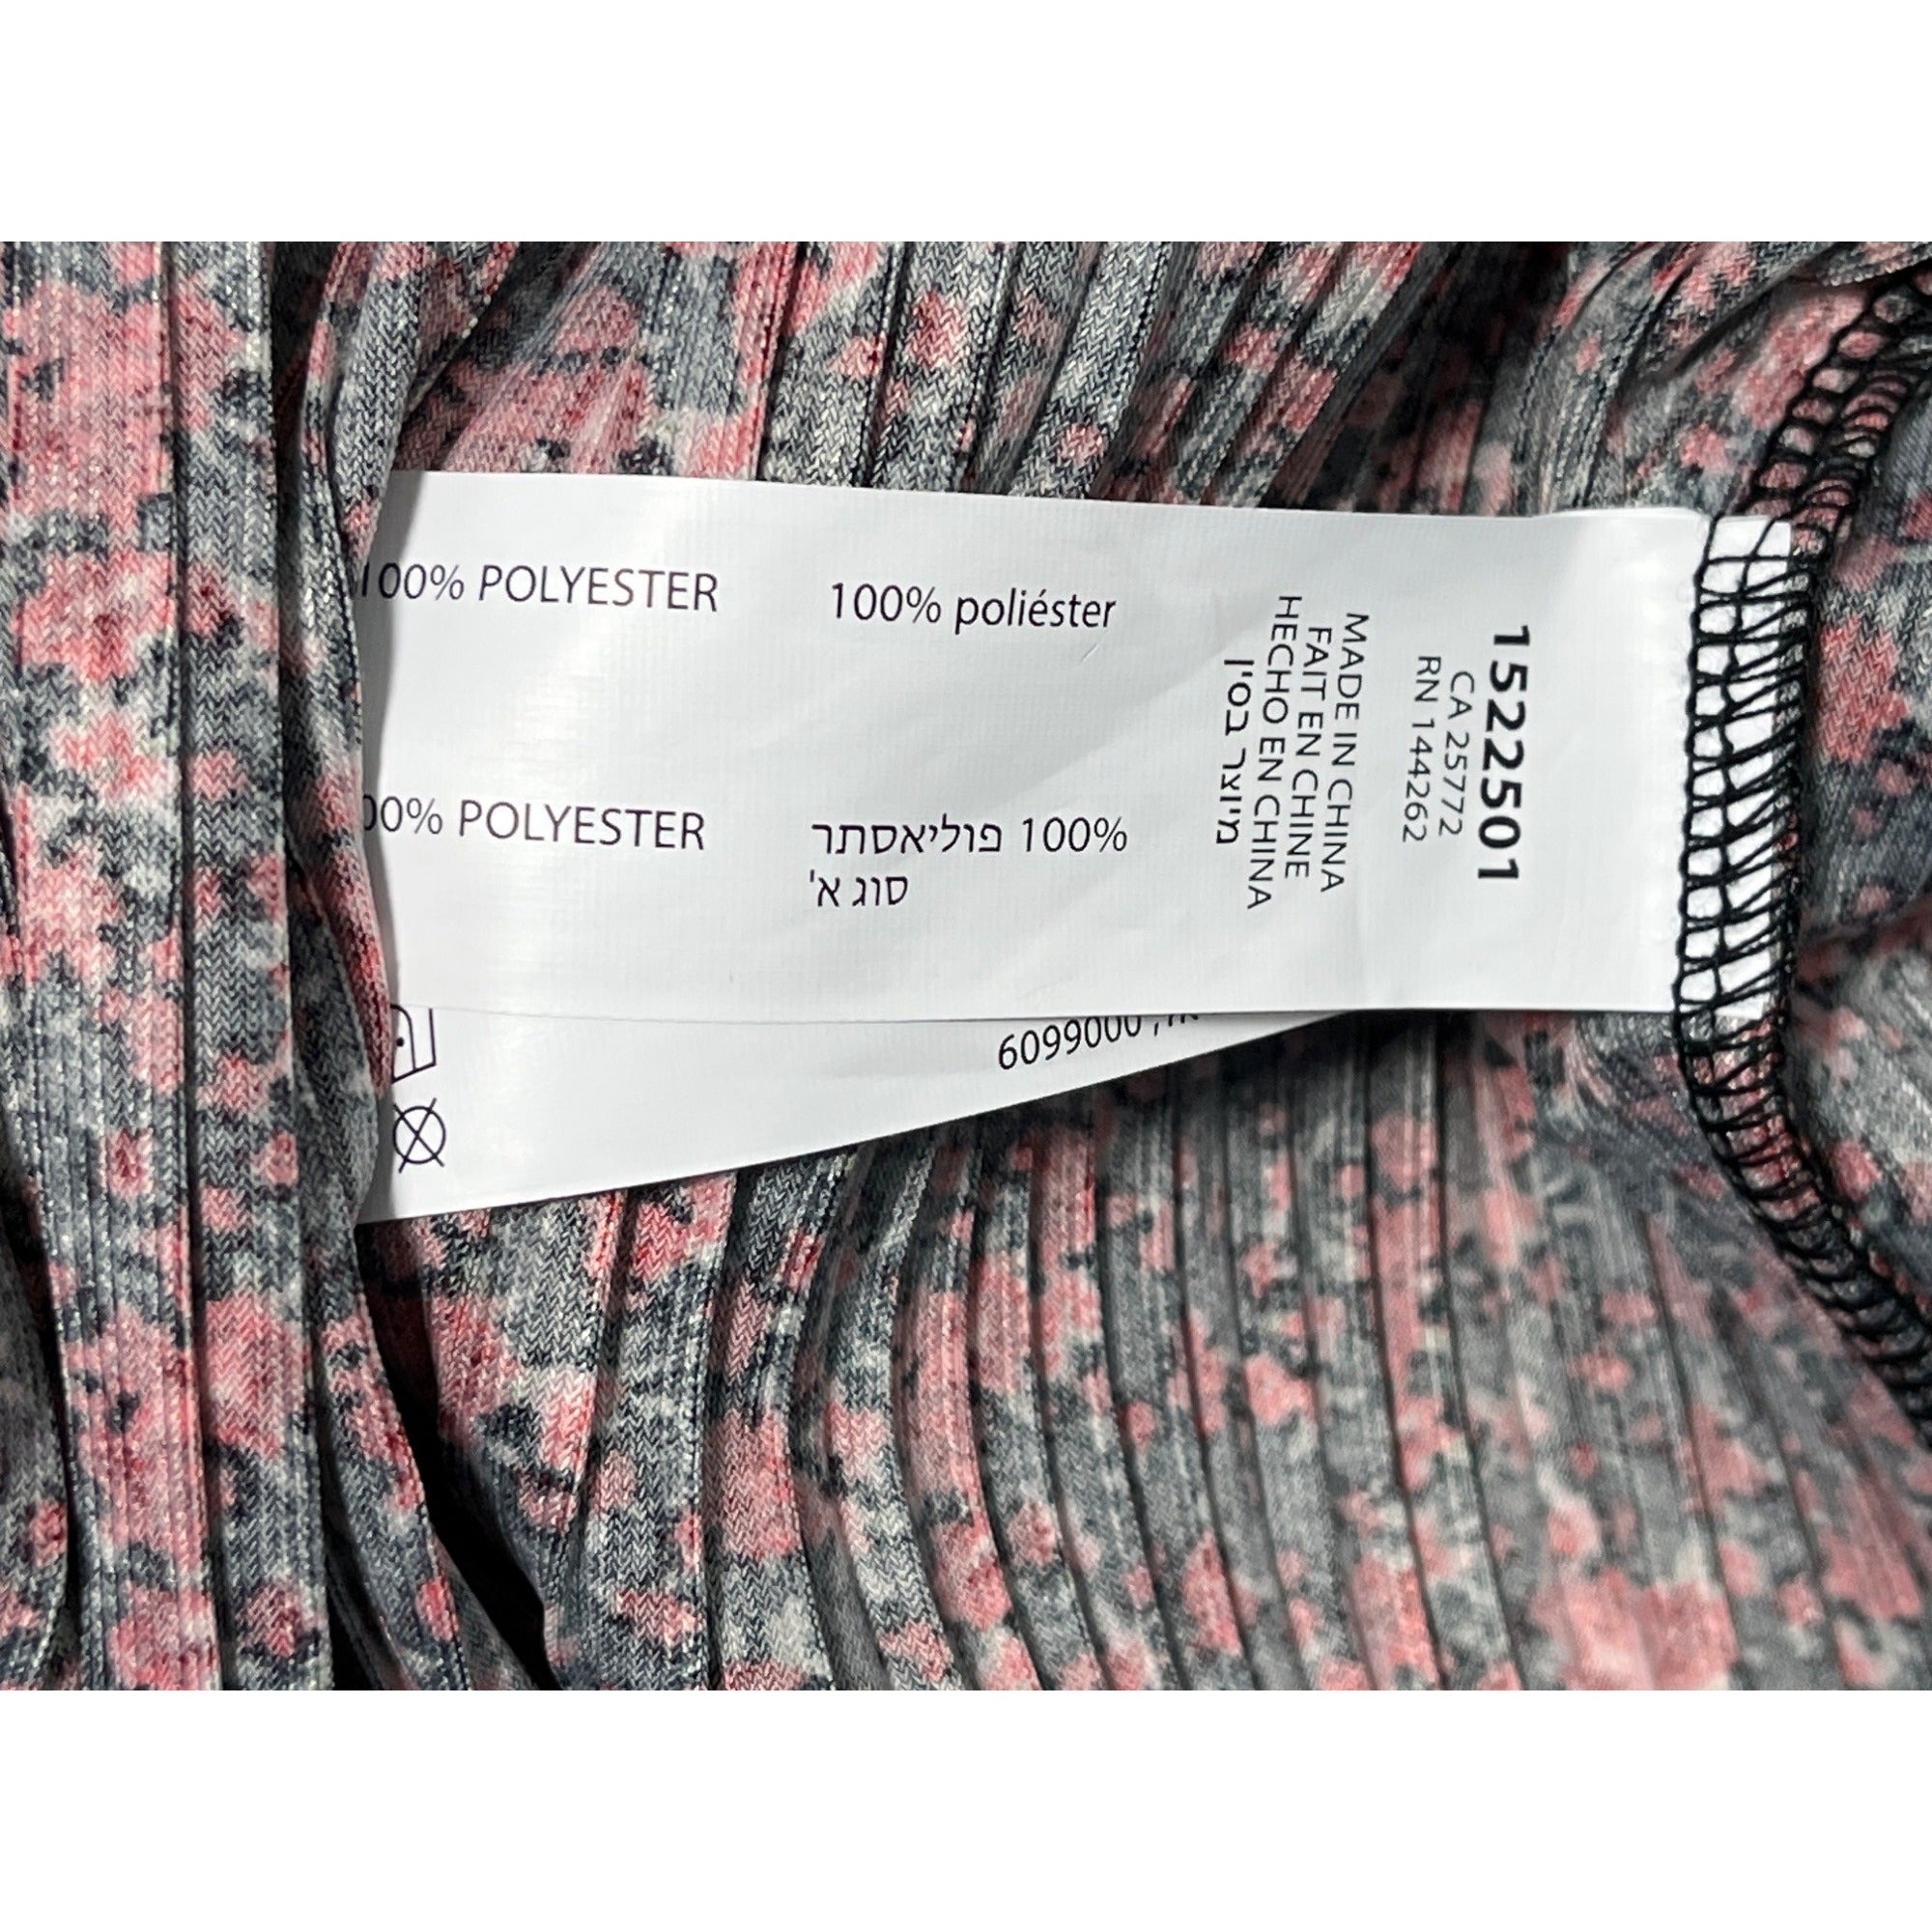 1522501
CA 25772
RN 144262
MADE IN CHINA
FAIT EN CHINE
HECHO EN CHINA
מיוצר בסין
100% POLYESTER
100% poliéster
00% POLYESTER
100% פוליאסתר
סוג א'
6099000